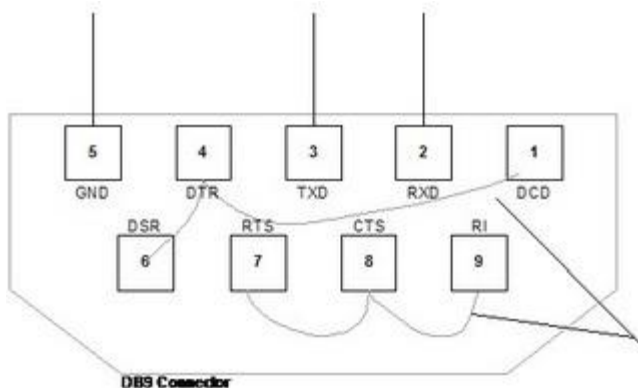 5 4 3 2 1
GND DTR TXD RXD DCD
DSR RTS CTS RI
6 7 8 9
DB9 Connector